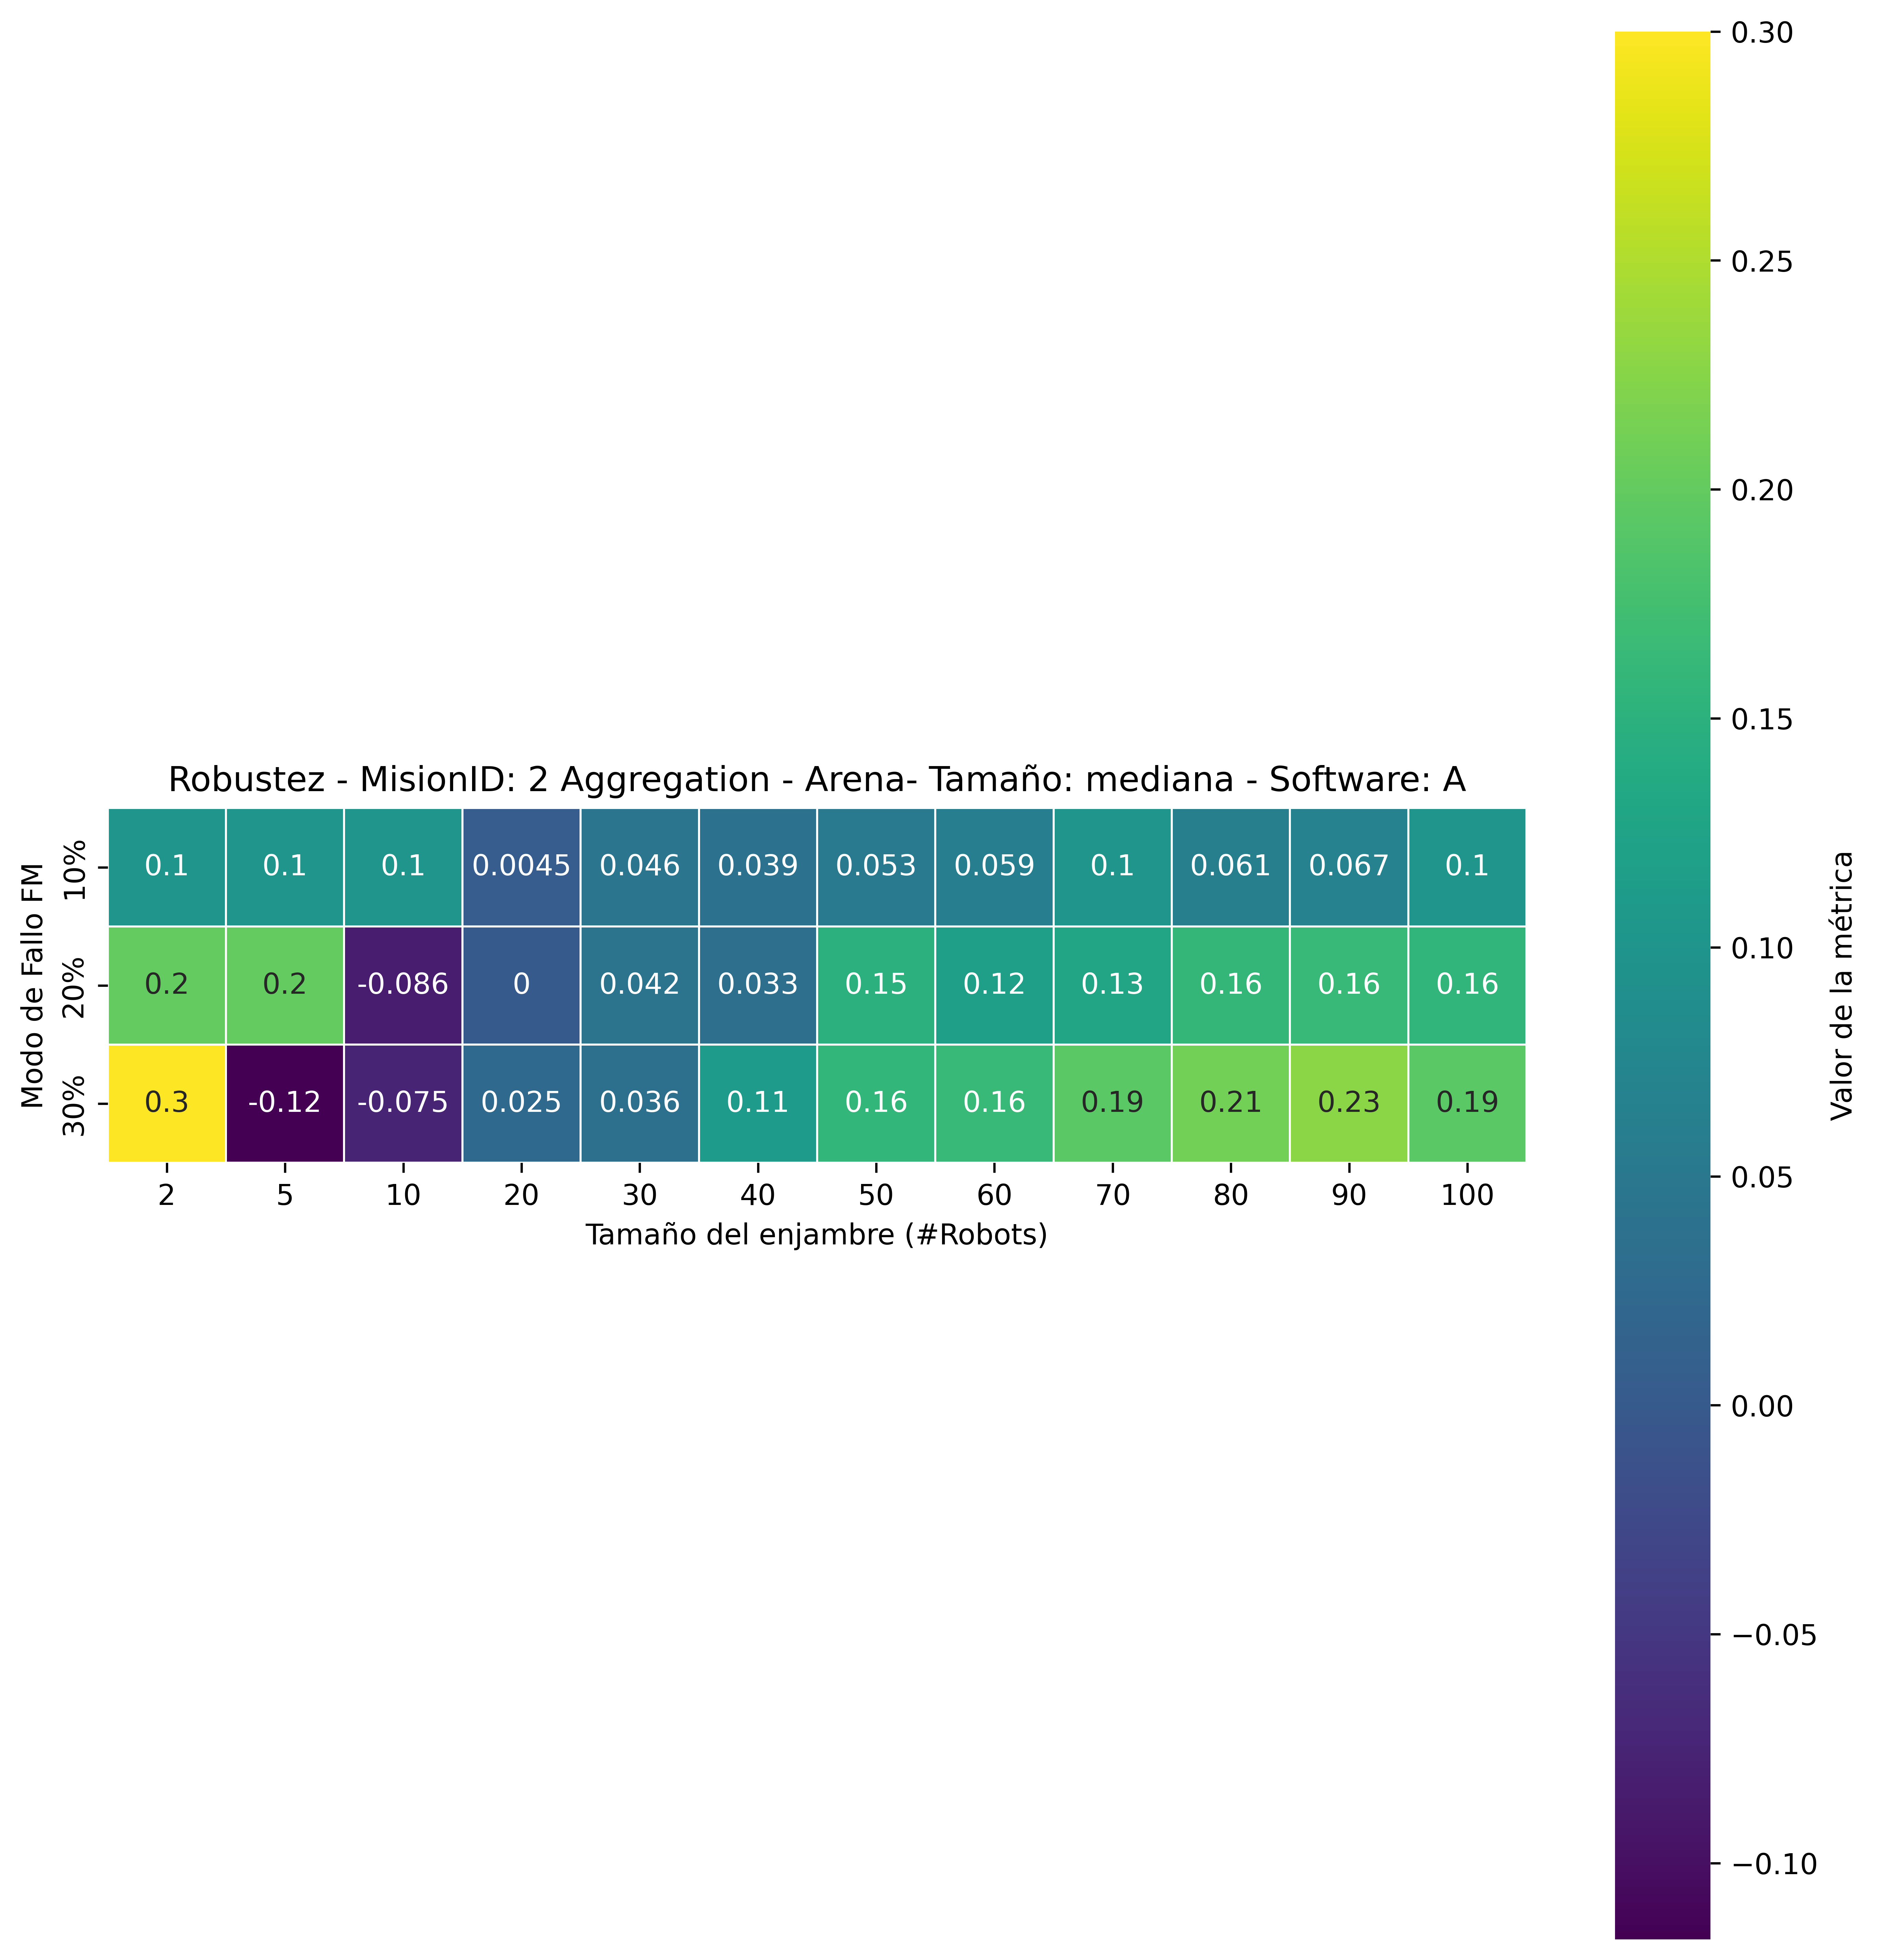 Robustez - MisionID: 2 Aggregation - Arena- Tamaño: mediana - Software: A
Modo de Fallo FM
10%
0.1 0.1 0.1 0.0045 0.046 0.039 0.053 0.059 0.1 0.061 0.067 0.1
20%
0.2 0.2 -0.086 0 0.042 0.033 0.15 0.12 0.13 0.16 0.16 0.16
30%
0.3 -0.12 -0.075 0.025 0.036 0.11 0.16 0.16 0.19 0.21 0.23 0.19
2 5 10 20 30 40 50 60 70 80 90 100
Tamaño del enjambre (#Robots)
0.30
0.25
0.20
0.15
0.10
0.05
0.00
−0.05
−0.10
Valor de la métrica